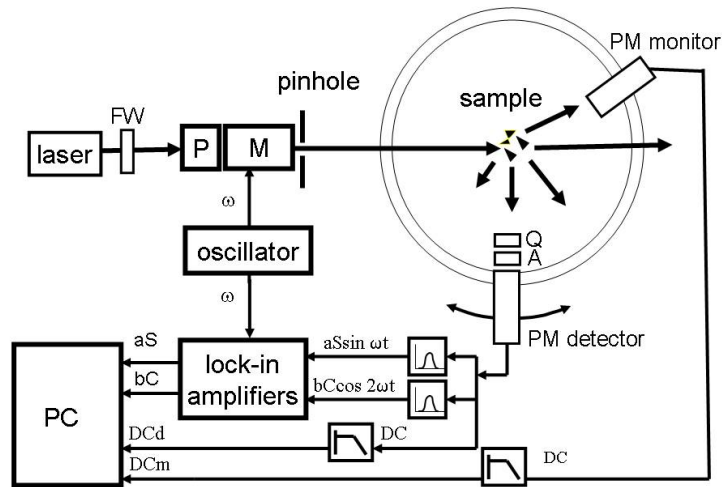 PM monitor
pinhole
sample
FW
laser
P
M
ω
oscillator
ω
Q
A
PM detector
aS
bC
lock-in
amplifiers
aSsin ωt
bCcos 2ωt
PC
DCd
DC
DCm
DC